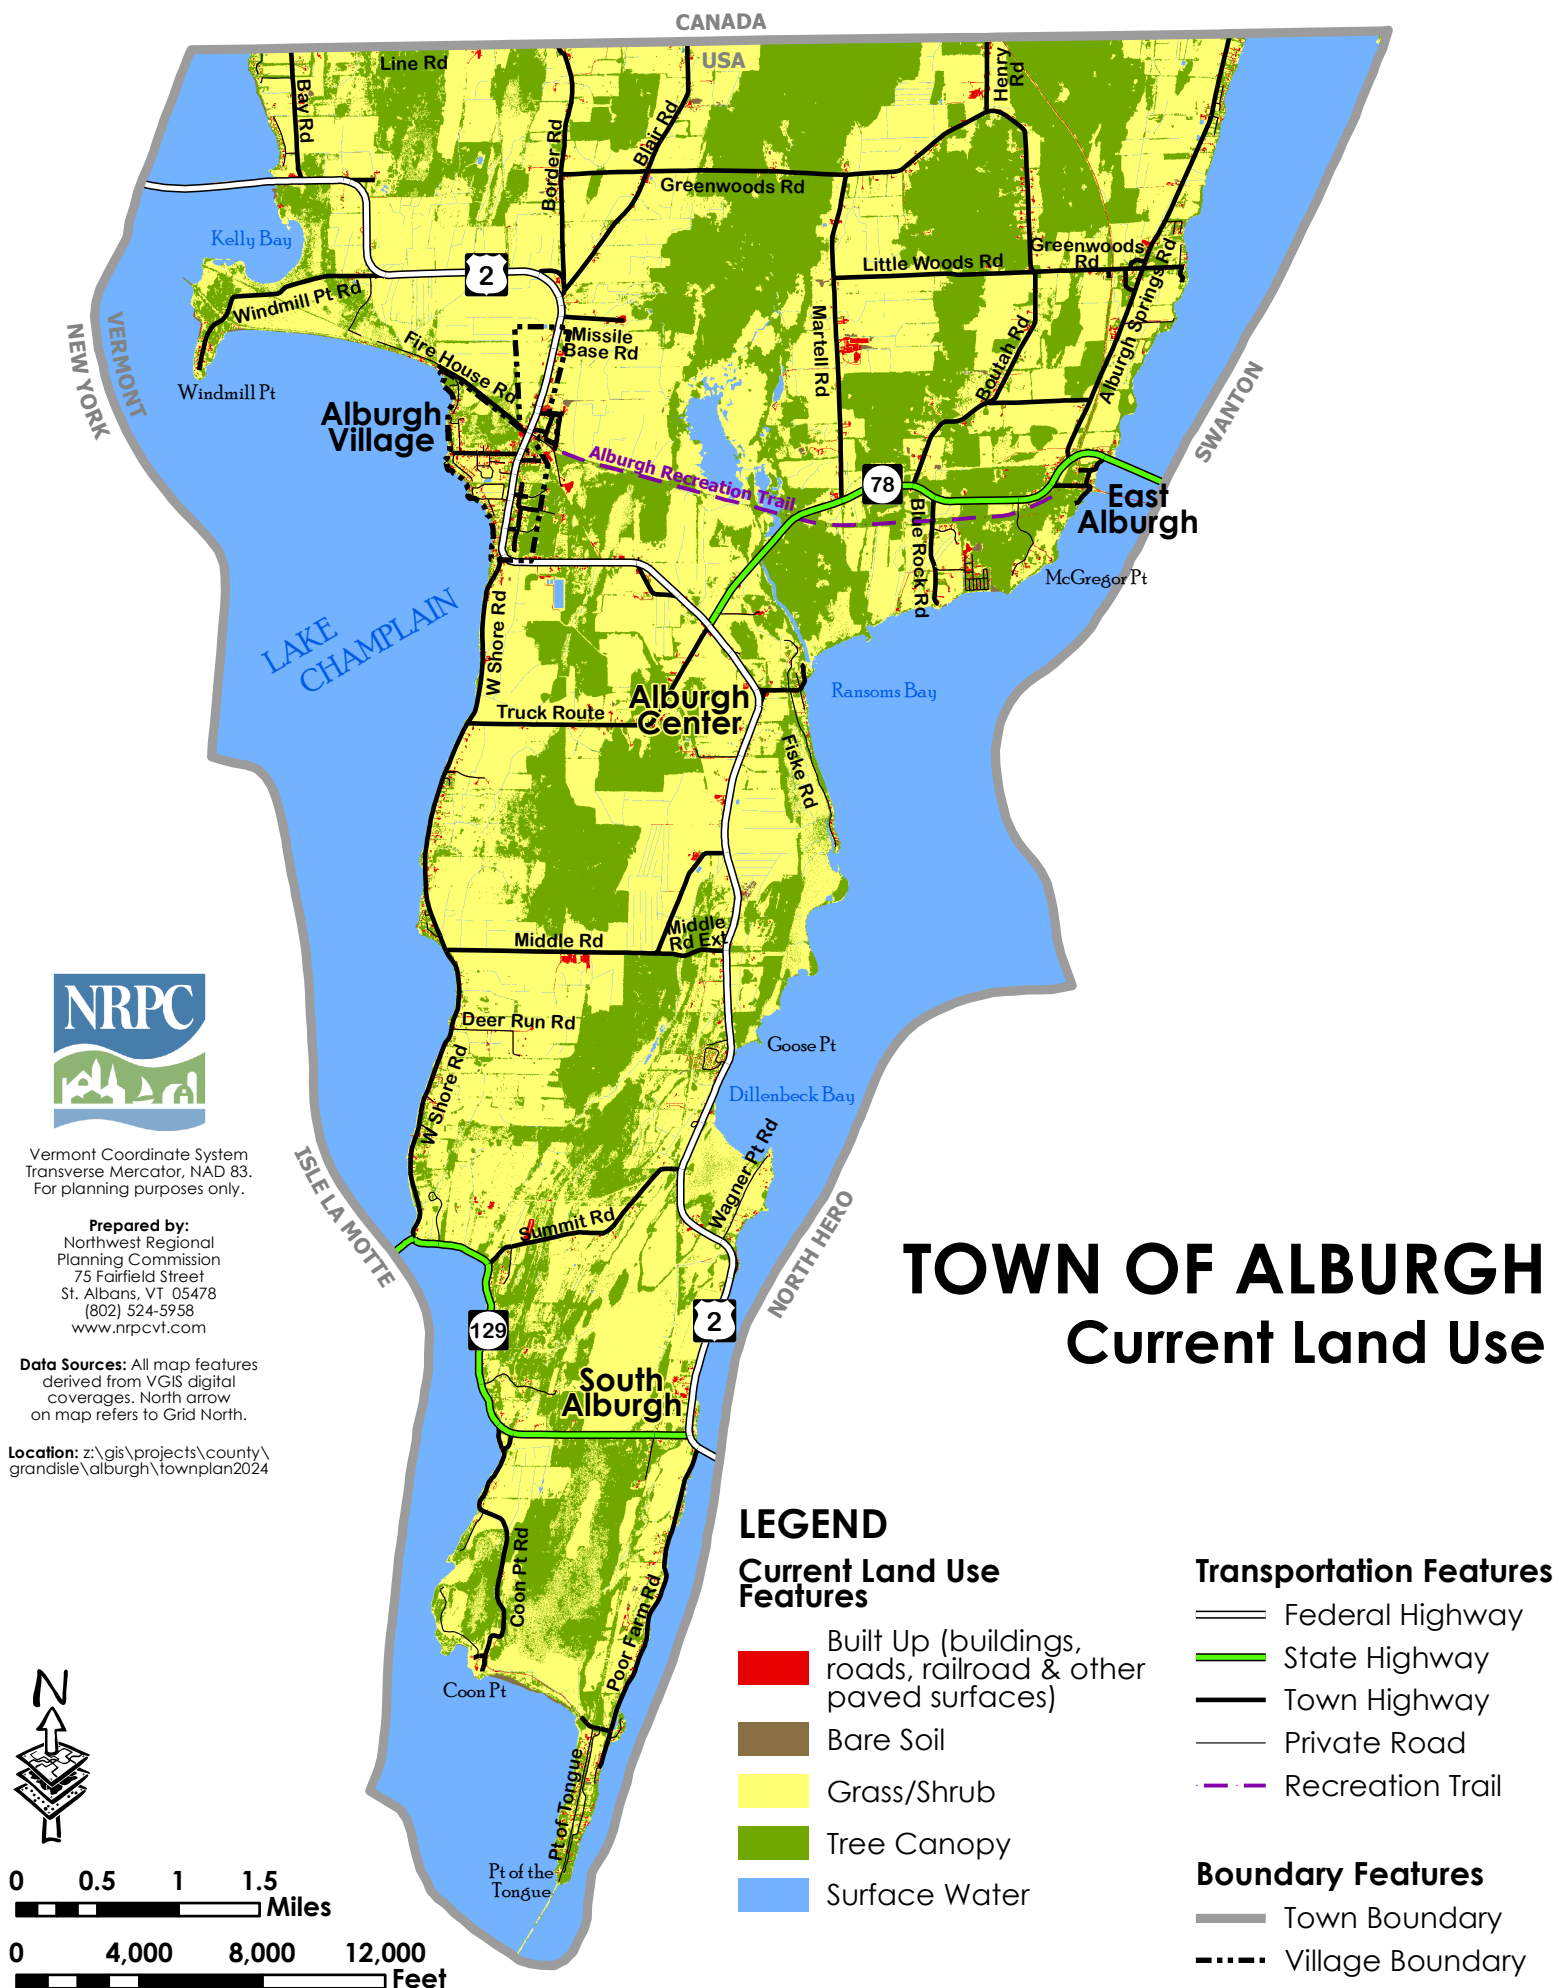 CANADA
USA
Line Rd
Bay Rd
Border Rd
Blair Rd
Henry
Rd
Greenwoods Rd
Kelly Bay
2
Windmill Pt Rd
Greenwoods
Rd
Little Woods Rd
Alburgh Springs Rd
VERMONT
NEW YORK
Missile
Base Rd
Fire House Rd
Martell Rd
Boutah Rd
Windmill Pt
Alburgh
Village
SWANTON
Alburgh Recreation Trail
78
East
Alburgh
Blue Rock Rd
McGregor Pt
LAKE
CHAMPLAIN
W Shore Rd
Ransoms Bay
Alburgh
Center
Truck Route
Fiske Rd
Middle Rd
Middle
Rd Ext
NRPC
Deer Run Rd
Goose Pt
W Shore Rd
Dillenbeck Bay
Wagner Pt Rd
Vermont Coordinate System
Transverse Mercator, NAD 83.
For planning purposes only.
Prepared by:
Northwest Regional
Planning Commission
75 Fairfield Street
St. Albans, VT 05478
(802) 524-5958
www.nrpcvt.com
Data Sources: All map features
derived from VGIS digital
coverages. North arrow
on map refers to Grid North.
Location: z:\gis\projects\county\
grandisle\alburgh\townplan2024
ISLE LA MOTTE
Summit Rd
NORTH HERO
TOWN OF ALBURGH
Current Land Use
129
2
South
Alburgh
Coon Pt Rd
Poor Farm Rd
Coon Pt
Pt of Tongue
Pt of the
Tongue
LEGEND
Current Land Use
Features
Built Up (buildings,
roads, railroad & other
paved surfaces)
Bare Soil
Grass/Shrub
Tree Canopy
Surface Water
Transportation Features
Federal Highway
State Highway
Town Highway
Private Road
Recreation Trail
Boundary Features
Town Boundary
Village Boundary
N
0 0.5 1 1.5
Miles
0 4,000 8,000 12,000
Feet